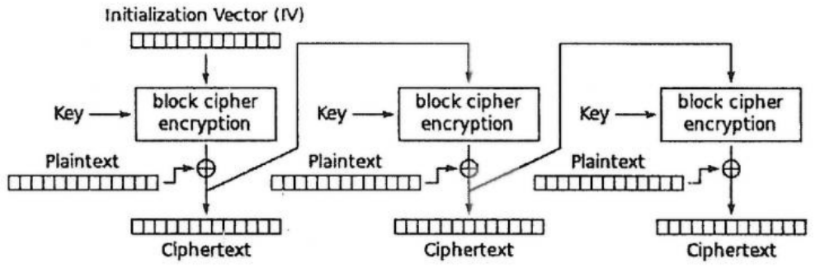 Initialization Vector (IV)
Key
block cipher
encryption
Key
block cipher
encryption
Key
block cipher
encryption
Plaintext
Plaintext
Plaintext
Ciphertext
Ciphertext
Ciphertext